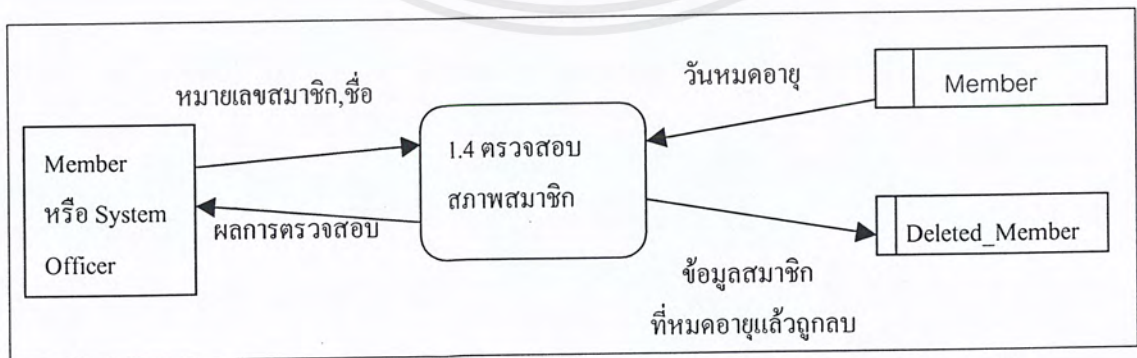 หมายเลขสมาชิก,ชื่อ
วันหมดอายุ
Member
Member
หรือ System
Officer
1.4 ตรวจสอบ
สภาพสมาชิก
ผลการตรวจสอบ
Deleted_Member
ข้อมูลสมาชิก
ที่หมดอายุแล้วถูกลบ